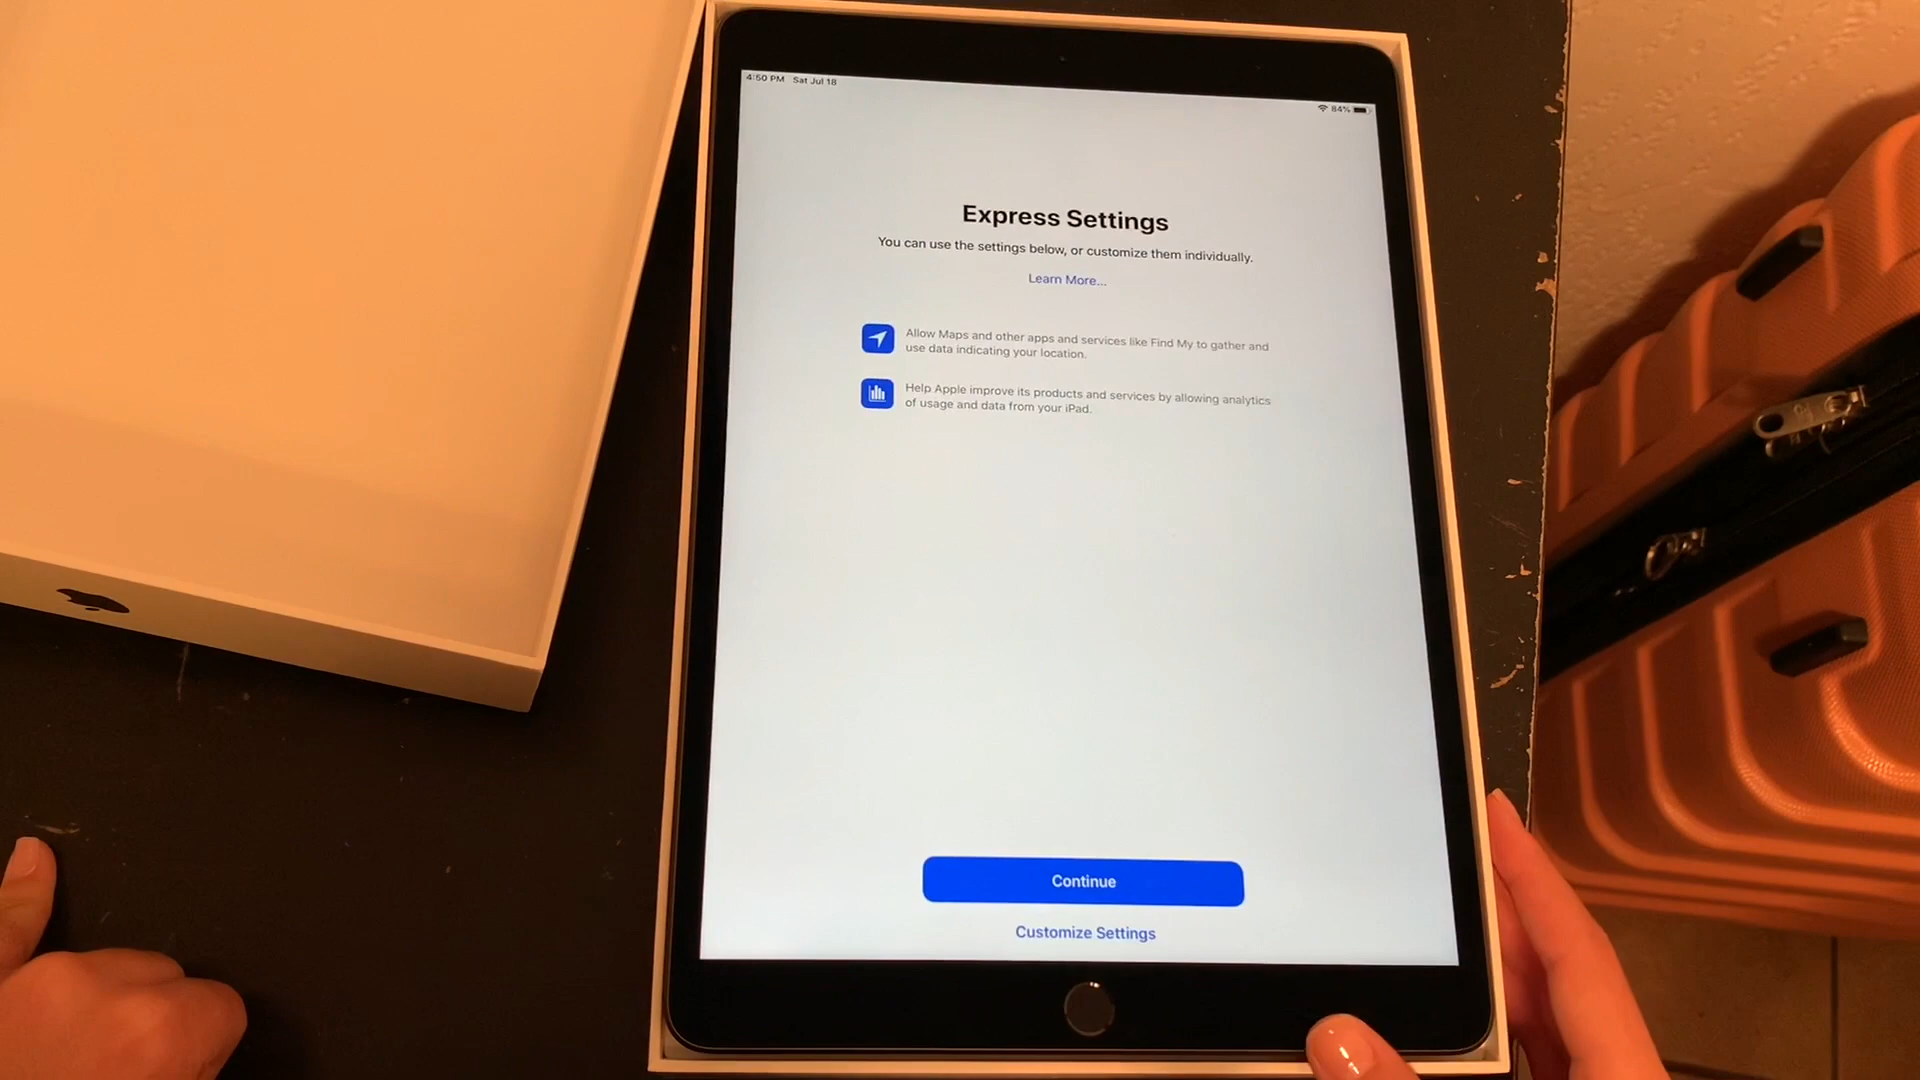 4:50 PM Sat Jul 18
84%
Express Settings
You can use the settings below, or customize them individually.
Learn More...
Allow Maps and other apps and services like Find My to gather and
use data indicating your location.
Help Apple improve its products and services by allowing analytics
of usage and data from your iPad.
Continue
Customize Settings